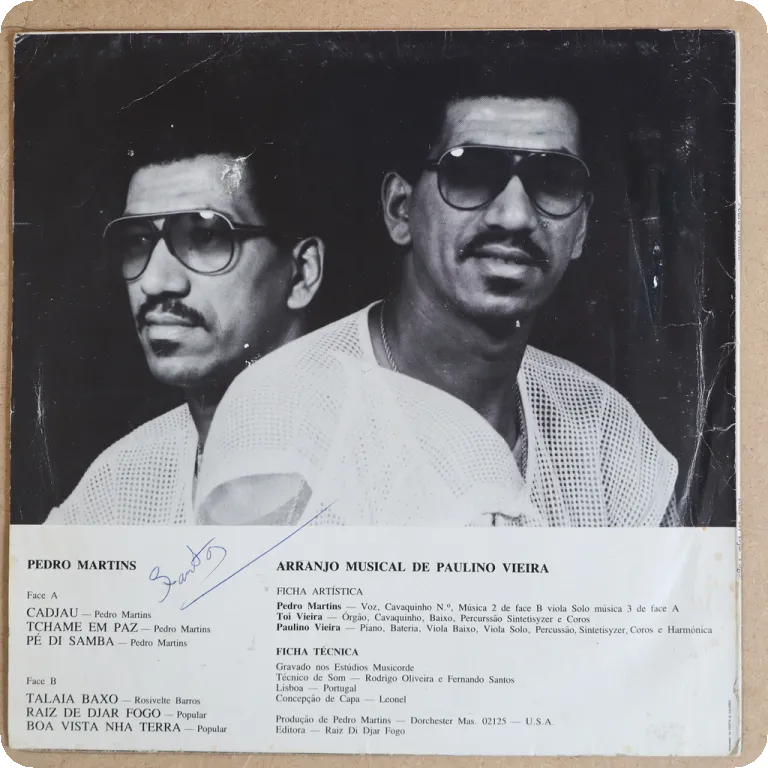 PEDRO MARTINS
Santos
Face A
CADJAU — Pedro Martins
TCHAME EM PAZ — Pedro Martins
PÉ DI SAMBA — Pedro Martins
Face B
TALAIA BAXO — Rosivelte Barros
RAIZ DE DJAR FOGO — Popular
BOA VISTA NHA TERRA — Popular
ARRANJO MUSICAL DE PAULINO VIEIRA
FICHA ARTÍSTICA
Pedro Martins — Voz, Cavaquinho N.º, Música 2 de face B viola Solo música 3 de face A
Toi Vieira — Órgão, Cavaquinho, Baixo, Percurssão Sintetisyzer e Coros
Paulino Vieira — Piano, Bateria, Viola Baixo, Viola Solo, Percussão, Sintetisyzer, Coros e Harmónica
FICHA TÉCNICA
Gravado nos Estúdios Musicorde
Técnico de Som — Rodrigo Oliveira e Fernando Santos
Lisboa — Portugal
Concepção de Capa — Leonel
Produção de Pedro Martins — Dorchester Mas. 02125 — U.S.A.
Editora — Raiz Di Djar Fogo